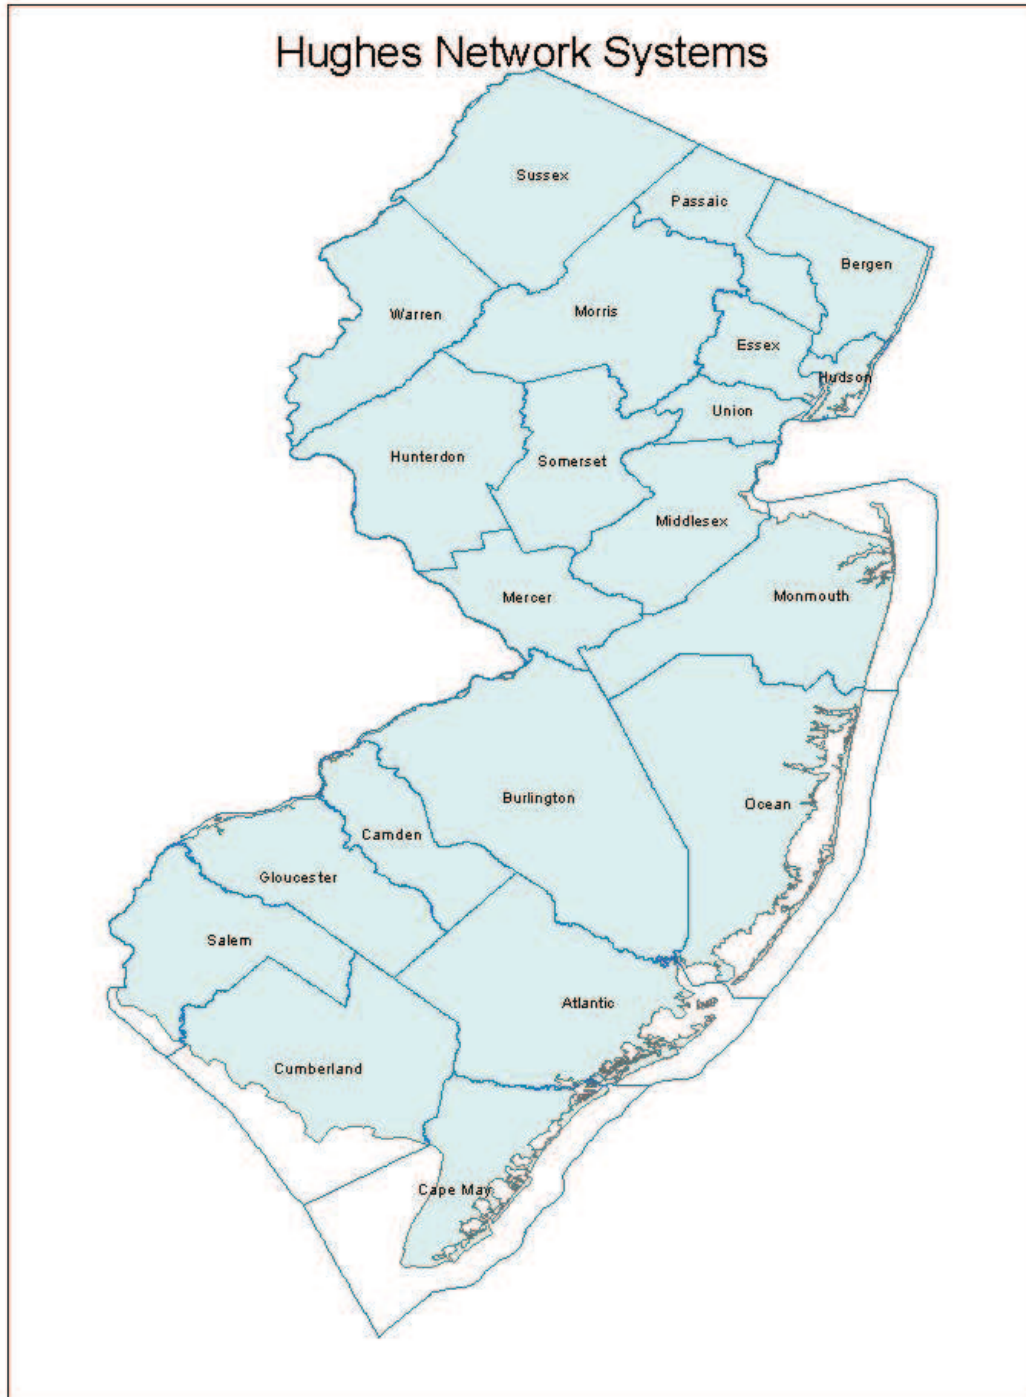 Hughes Network Systems
Sussex
Passaic
Bergen
Warren
Morris
Essex
Hudson
Union
Hunterdon
Somerset
Middlesex
Mercer
Monmouth
Burlington
Ocean
Camden
Gloucester
Salem
Atlantic
Cumberland
Cape May